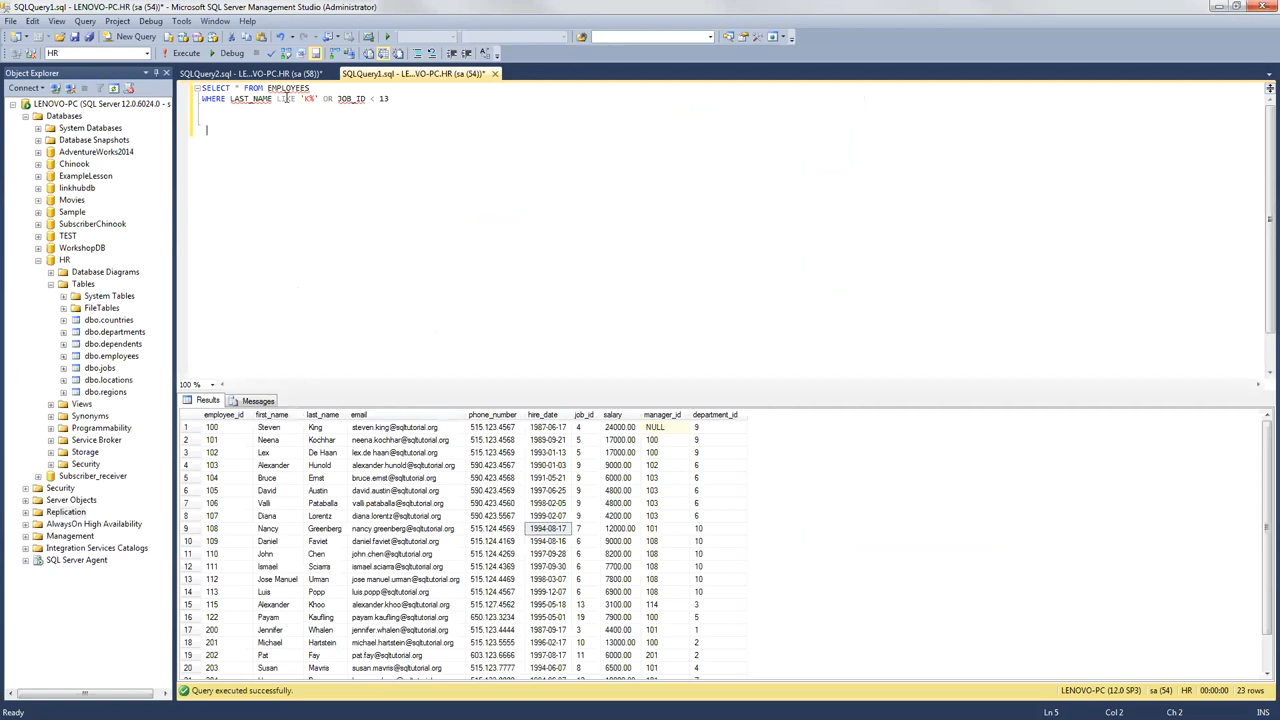 SQLQuery1.sql - LENOVO-PC.HR (sa (54))* - Microsoft SQL Server Management Studio (Administrator)
File Edit View Query Project Debug Tools Window Help
New Query
HR Execute Debug
Object Explorer
Connect
LENOVO-PC (SQL Server 12.0.6024.0 - s
Databases
System Databases
Database Snapshots
AdventureWorks2014
Chinook
ExampleLesson
linkhubdb
Movies
Sample
SubscriberChinook
TEST
WorkshopDB
HR
Database Diagrams
Tables
System Tables
FileTables
dbo.countries
dbo.departments
dbo.dependents
dbo.employees
dbo.jobs
dbo.locations
dbo.regions
Views
Synonyms
Programmability
Service Broker
Storage
Security
Subscriber_receiver
Security
Server Objects
Replication
AlwaysOn High Availability
Management
Integration Services Catalogs
SQL Server Agent
SQLQuery2.sql - LE...VO-PC.HR (sa (58))* SQLQuery1.sql - LE...VO-PC.HR (sa (54))*
SELECT * FROM EMPLOYEES
WHERE LAST_NAME LIKE 'K%' OR JOB_ID < 13
100 %
Results Messages
employee_id first_name last_name email phone_number hire_date job_id salary manager_id department_id
1 100 Steven King steven.king@sqltutorial.org 515.123.4567 1987-06-17 4 24000.00 NULL 9
2 101 Neena Kochhar neena.kochhar@sqltutorial.org 515.123.4568 1989-09-21 5 17000.00 100 9
3 102 Lex De Haan lex.de haan@sqltutorial.org 515.123.4569 1993-01-13 5 17000.00 100 9
4 103 Alexander Hunold alexander.hunold@sqltutorial.org 590.423.4567 1990-01-03 9 9000.00 102 6
5 104 Bruce Ernst bruce.ernst@sqltutorial.org 590.423.4568 1991-05-21 9 6000.00 103 6
6 105 David Austin david.austin@sqltutorial.org 590.423.4569 1997-06-25 9 4800.00 103 6
7 106 Valli Pataballa valli.pataballa@sqltutorial.org 590.423.4560 1998-02-05 9 4800.00 103 6
8 107 Diana Lorentz diana.lorentz@sqltutorial.org 590.423.5567 1999-02-07 9 4200.00 103 6
9 108 Nancy Greenberg nancy.greenberg@sqltutorial.org 515.124.4569 1994-08-17 7 12000.00 101 10
10 109 Daniel Faviet daniel.faviet@sqltutorial.org 515.124.4169 1994-08-16 6 9000.00 108 10
11 110 John Chen john.chen@sqltutorial.org 515.124.4269 1997-09-28 6 8200.00 108 10
12 111 Ismael Sciarra ismael.sciarra@sqltutorial.org 515.124.4369 1997-09-30 6 7700.00 108 10
13 112 Jose Manuel Urman jose manuel.urman@sqltutorial.org 515.124.4469 1998-03-07 6 7800.00 108 10
14 113 Luis Popp luis.popp@sqltutorial.org 515.124.4567 1999-12-07 6 6900.00 108 10
15 115 Alexander Khoo alexander.khoo@sqltutorial.org 515.127.4562 1995-05-18 13 3100.00 114 3
16 122 Payam Kaufling payam.kaufling@sqltutorial.org 650.123.3234 1995-05-01 19 7900.00 100 5
17 200 Jennifer Whalen jennifer.whalen@sqltutorial.org 515.123.4444 1987-09-17 3 4400.00 101 1
18 201 Michael Hartstein michael.hartstein@sqltutorial.org 515.123.5555 1996-02-17 10 13000.00 100 2
19 202 Pat Fay pat.fay@sqltutorial.org 603.123.6666 1997-08-17 11 6000.00 201 2
20 203 Susan Mavris susan.mavris@sqltutorial.org 515.123.7777 1994-06-07 8 6500.00 101 4
Query executed successfully. LENOVO-PC (12.0 SP3) sa (54) HR 00:00:00 23 rows
Ln 5 Col 2 Ch 2 INS